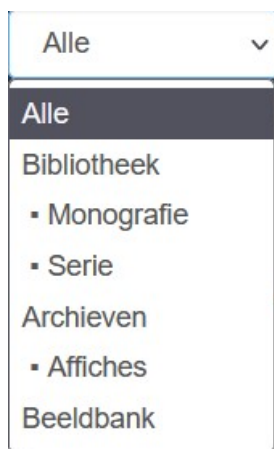 Alle
Alle
Bibliotheek
▪ Monografie
▪ Serie
Archieven
▪ Affiches
Beeldbank